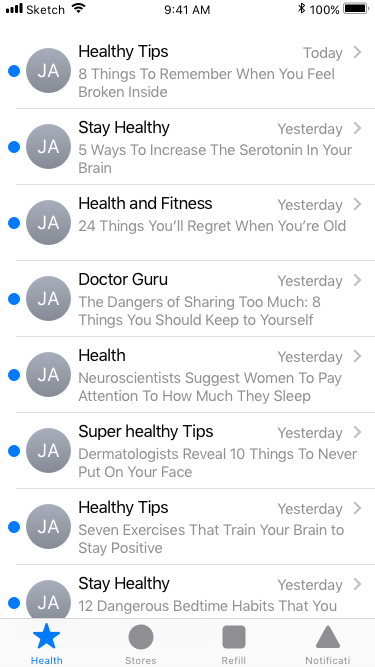 Sketch 9:41 AM 100%
Healthy Tips Today
JA
8 Things To Remember When You Feel
Broken Inside
Stay Healthy Yesterday
JA
5 Ways To Increase The Serotonin In Your
Brain
Health and Fitness Yesterday
JA
24 Things You’ll Regret When You’re Old
Doctor Guru Yesterday
JA
The Dangers of Sharing Too Much: 8
Things You Should Keep to Yourself
Health Yesterday
JA
Neuroscientists Suggest Women To Pay
Attention To How Much They Sleep
Super healthy Tips Yesterday
JA
Dermatologists Reveal 10 Things To Never
Put On Your Face
Healthy Tips Yesterday
JA
Seven Exercises That Train Your Brain to
Stay Positive
Stay Healthy Yesterday
JA
12 Dangerous Bedtime Habits That You
Health Stores Refill Notificati